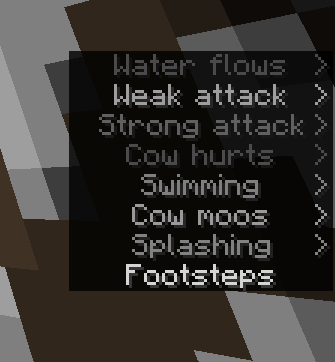 Water flows >
Weak attack >
Strong attack >
Cow hurts >
Swimming >
Cow moos >
Splashing >
Footsteps